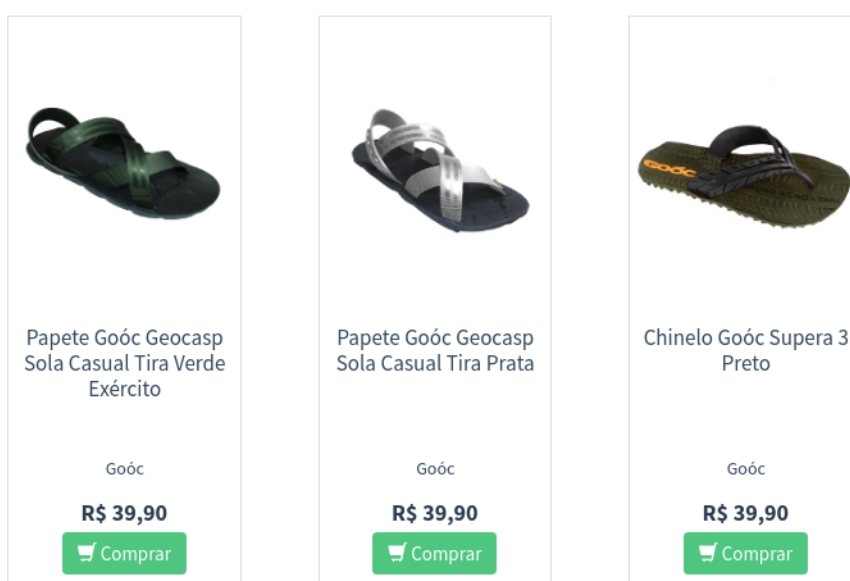 GOÓC
Papete Goóc Geocasp
Sola Casual Tira Verde
Exército
Goóc
R$ 39,90
Comprar
Papete Goóc Geocasp
Sola Casual Tira Prata
Goóc
R$ 39,90
Comprar
Chinelo Goóc Supera 3
Preto
Goóc
R$ 39,90
Comprar